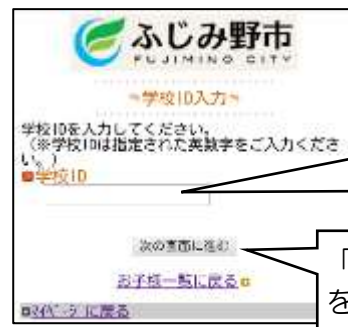 ふじみ野市
FUJIMINO CITY
~学校ID入力~
学校IDを入力してください。
(※学校IDは指定された英数字をご入力くださ
い。)
■学校ID
次の画面に進む
「
お子様一覧に戻る
を
マイページに戻る